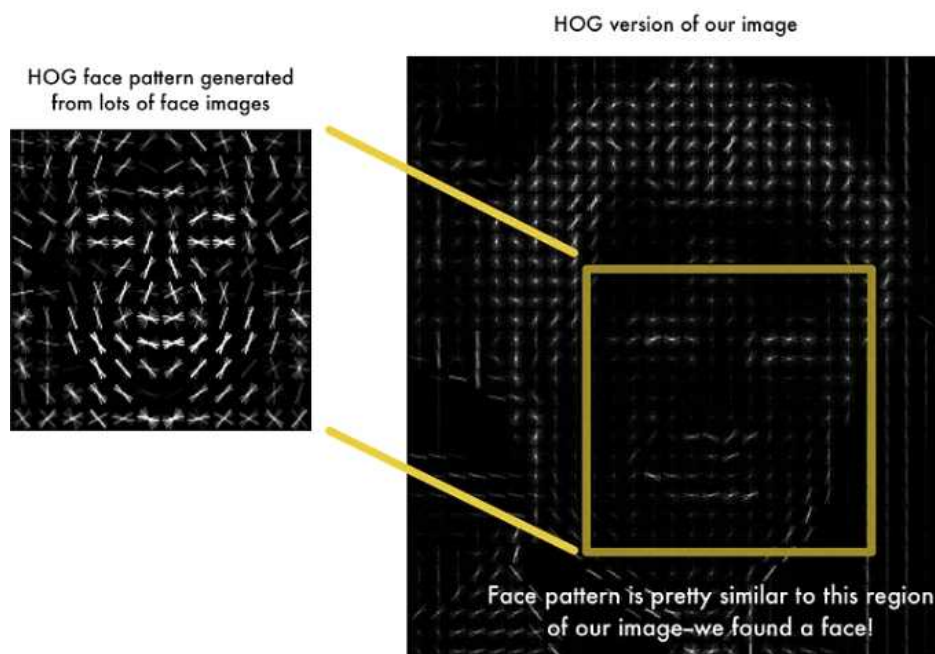 HOG version of our image
HOG face pattern generated
from lots of face images
Face pattern is pretty similar to this region
of our image–we found a face!